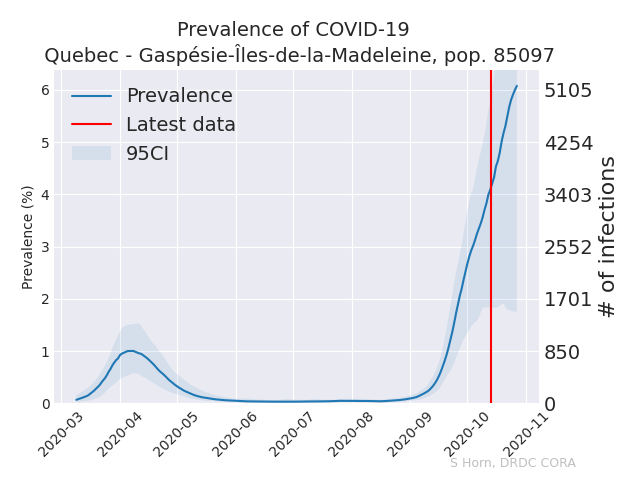 Prevalence of COVID-19
Quebec - Gaspésie-Îles-de-la-Madeleine, pop. 85097
Prevalence
Latest data
95CI
Prevalence (%)
6
5
4
3
2
1
0
5105
4254
3403
2552
1701
850
0
# of infections
2020-03
2020-04
2020-05
2020-06
2020-07
2020-08
2020-09
2020-10
2020-11
S Horn, DRDC CORA